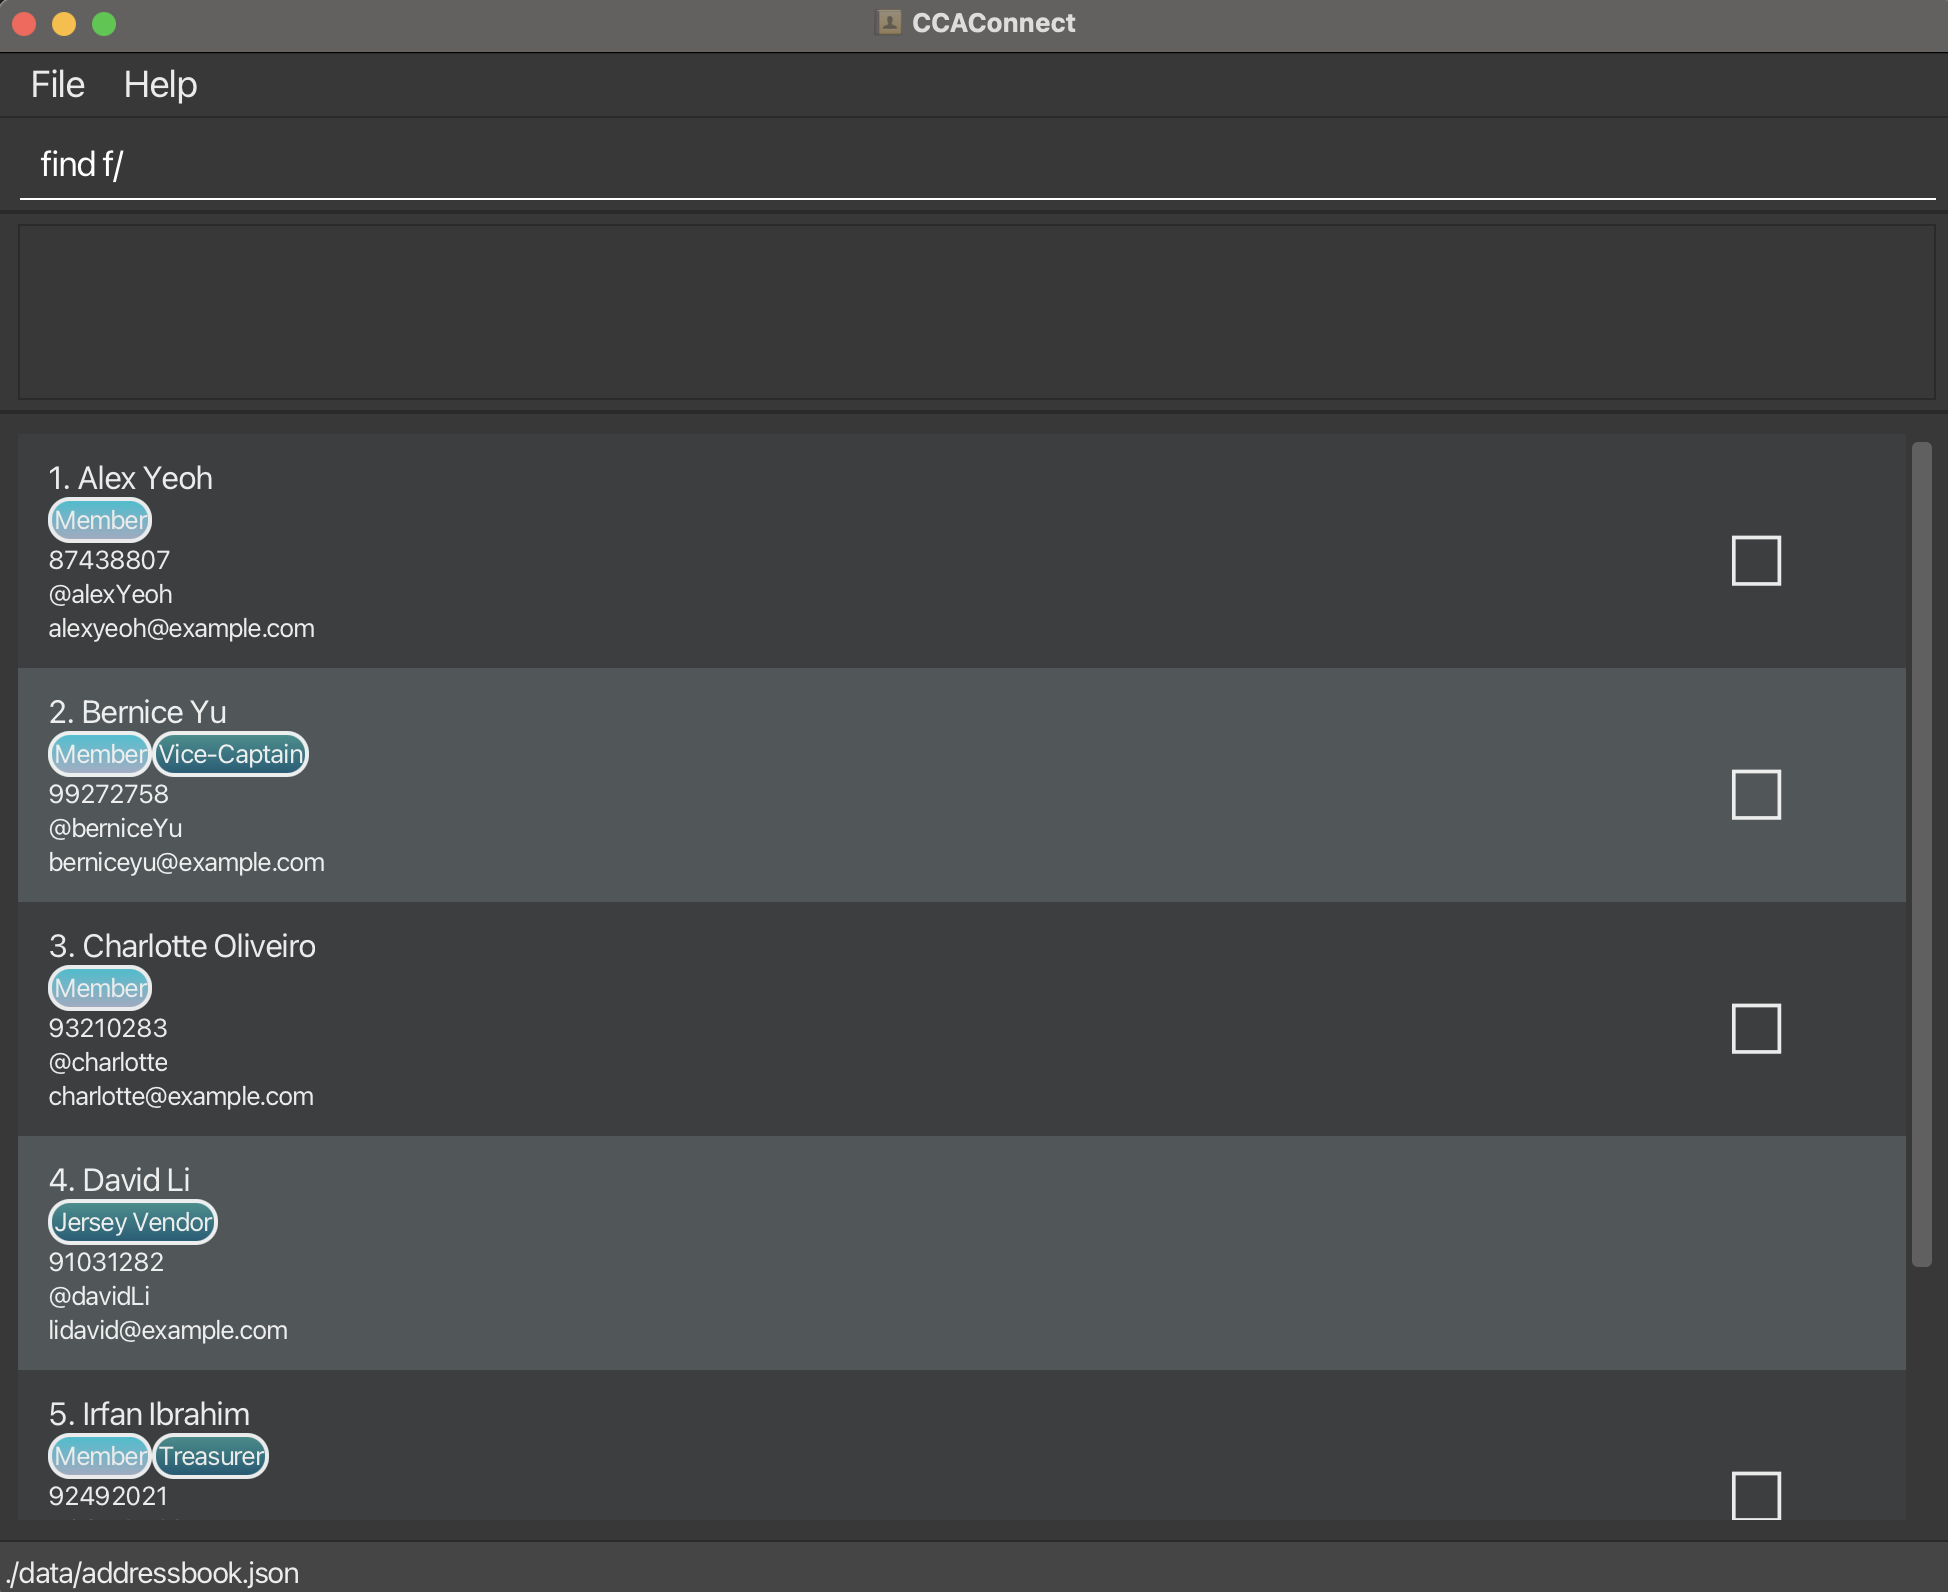 CCAConnect
File Help
find f/
1. Alex Yeoh
Member
87438807
@alexYeoh
alexyeoh@example.com
2. Bernice Yu
Member Vice-Captain
99272758
@berniceYu
berniceyu@example.com
3. Charlotte Oliveiro
Member
93210283
@charlotte
charlotte@example.com
4. David Li
Jersey Vendor
91031282
@davidLi
lidavid@example.com
5. Irfan Ibrahim
Member Treasurer
92492021
./data/addressbook.json